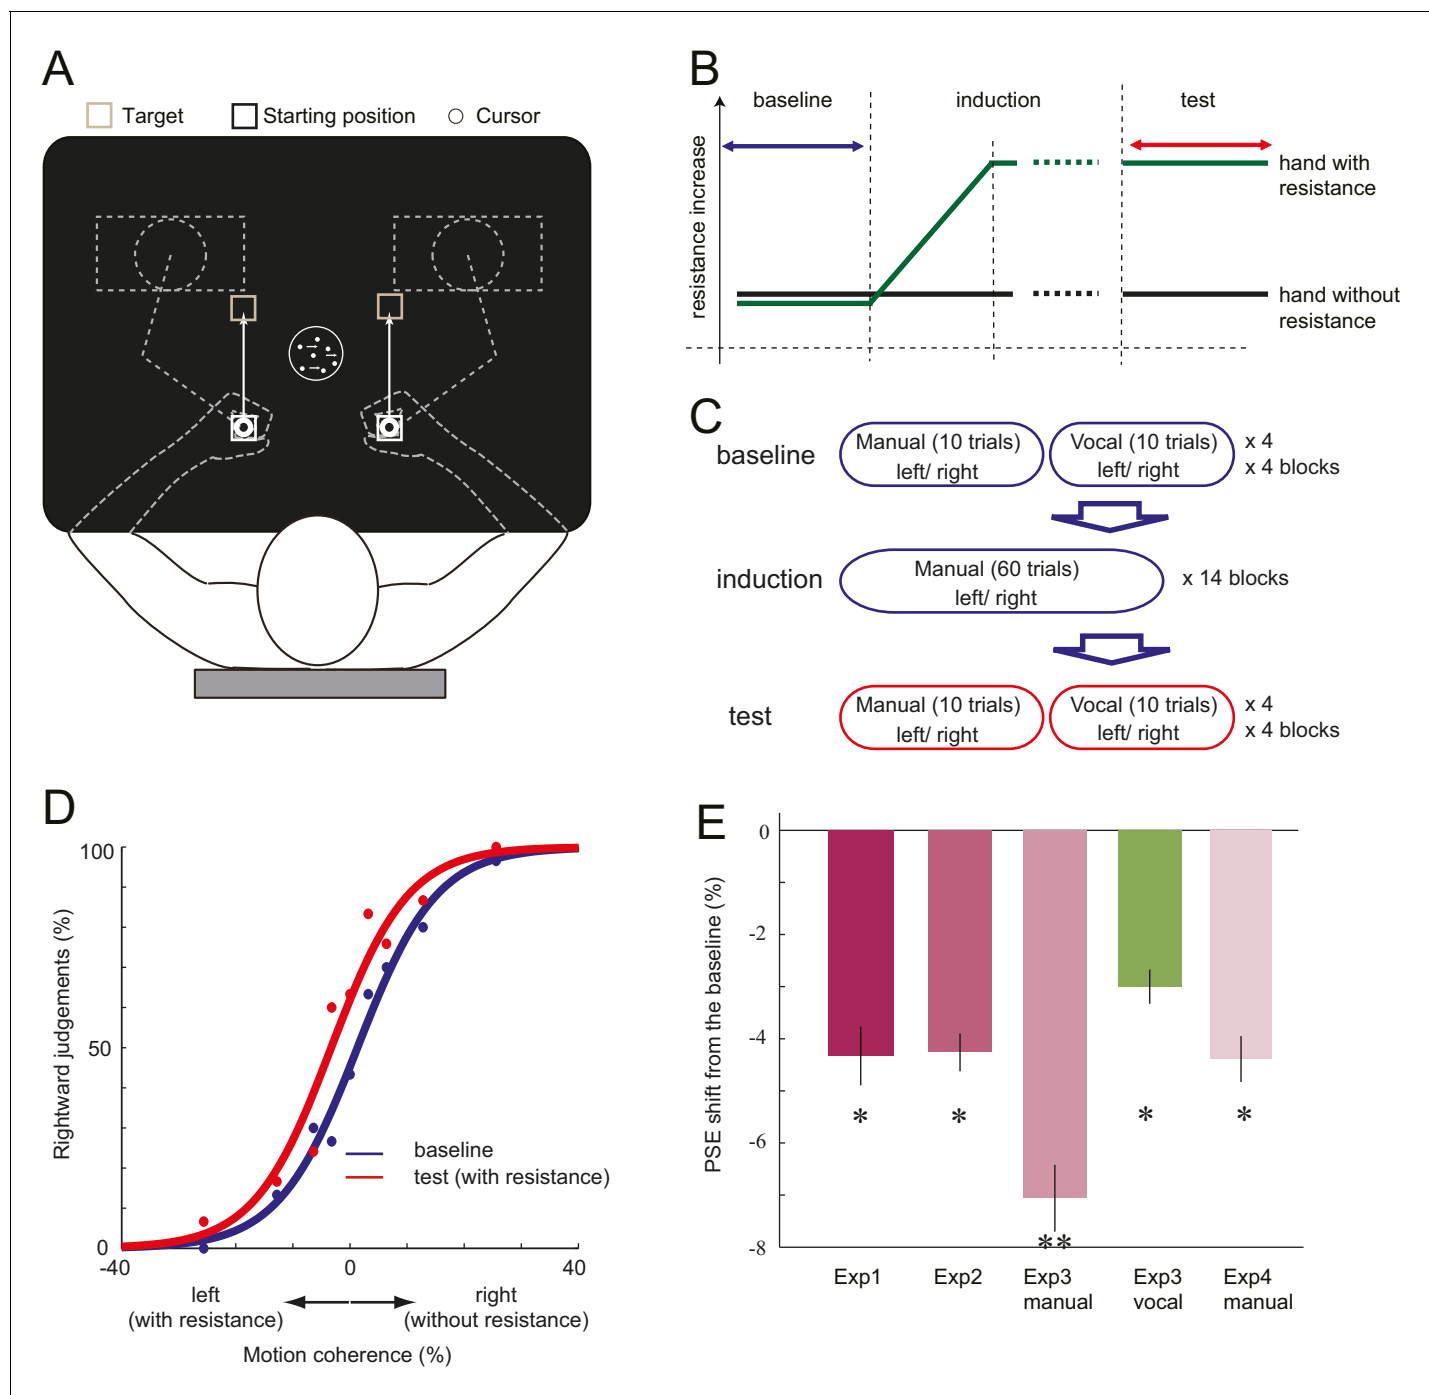 A
Target
Starting position
Cursor
B
baseline
induction
test
resistance increase
hand with
resistance
hand without
resistance
C
baseline
Manual (10 trials)
left/ right
Vocal (10 trials)
left/ right
x 4
x 4 blocks
induction
Manual (60 trials)
left/ right
x 14 blocks
test
Manual (10 trials)
left/ right
Vocal (10 trials)
left/ right
x 4
x 4 blocks
D
Rightward judgements (%)
100
50
0
-40
0
40
baseline
test (with resistance)
left
(with resistance)
right
(without resistance)
Motion coherence (%)
E
PSE shift from the baseline (%)
0
-2
-4
-6
-8
*
*
**
*
*
Exp1
Exp2
Exp3
manual
Exp3
vocal
Exp4
manual